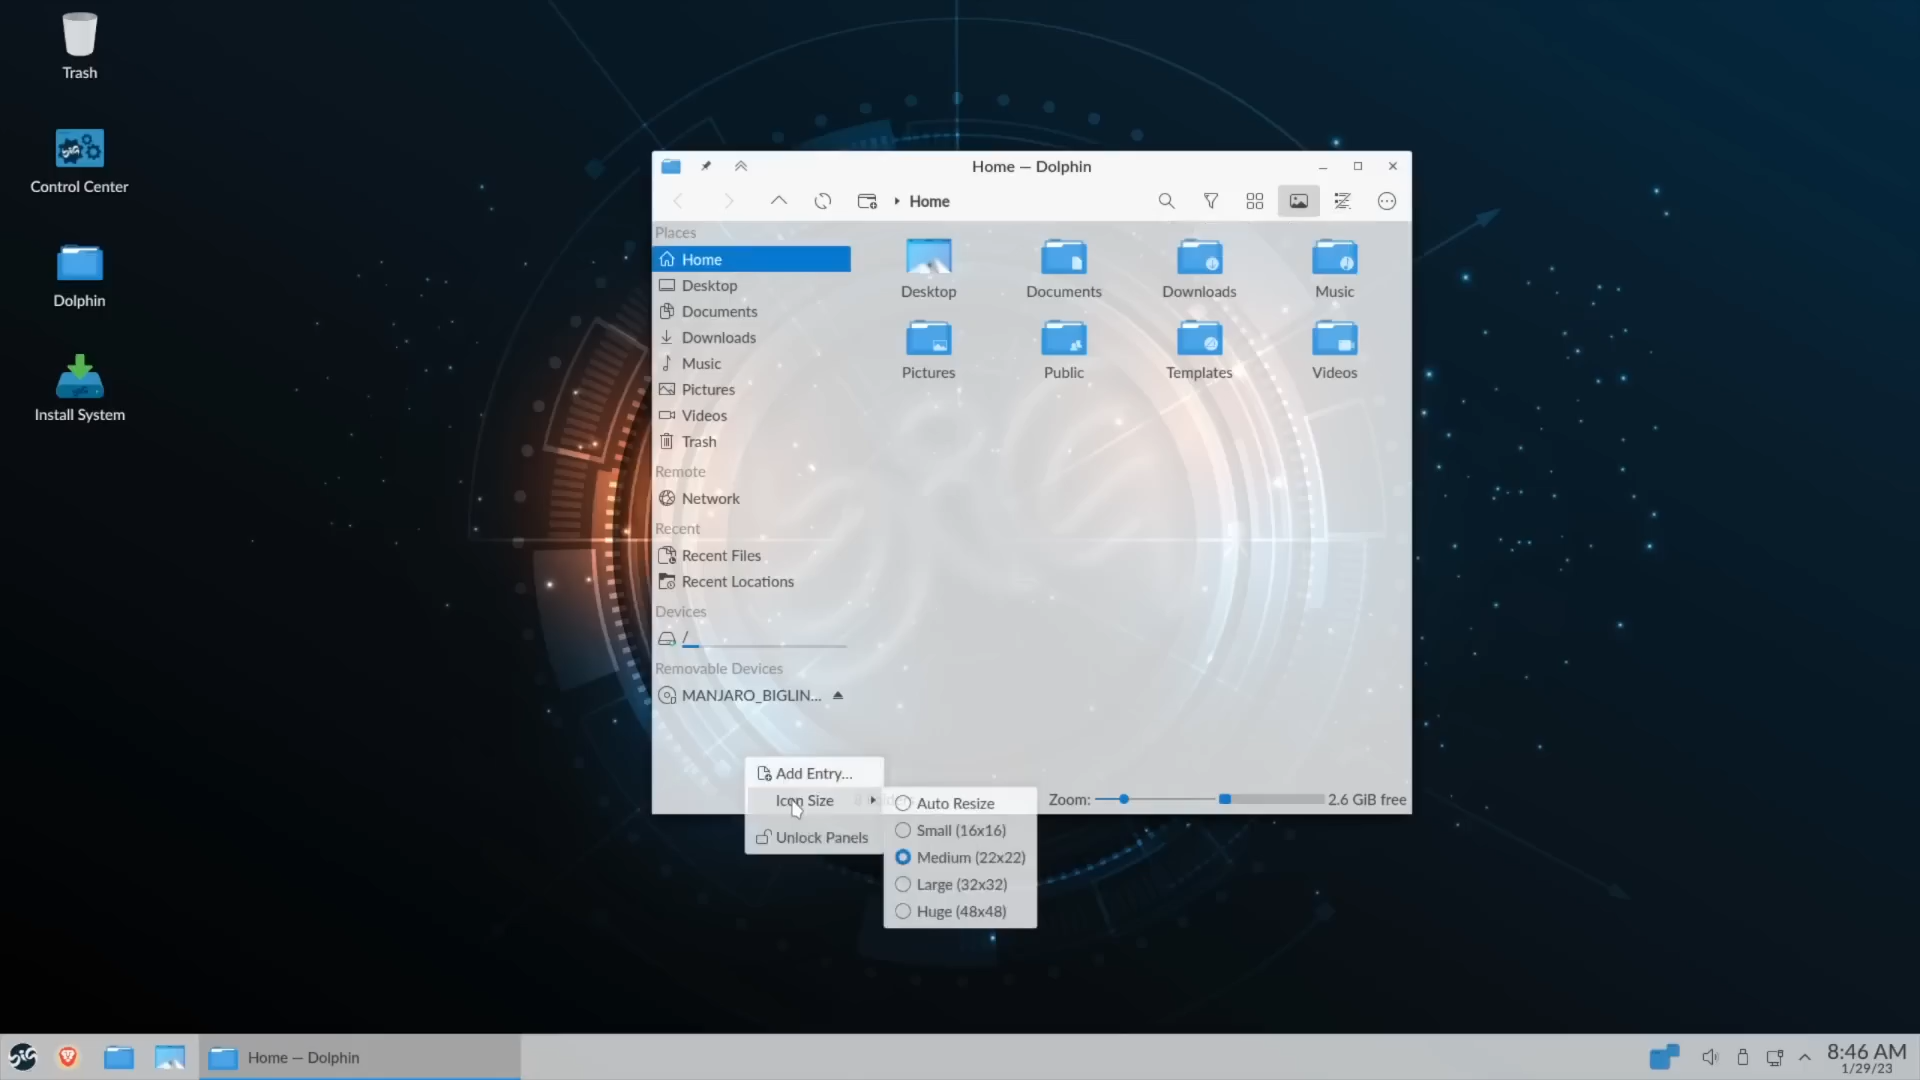 Trash
Control Center
Dolphin
Install System
Home — Dolphin
Home
Places
Home
Desktop
Documents
Downloads
Music
Pictures
Videos
Trash
Remote
Network
Recent
Recent Files
Recent Locations
Devices
/
Removable Devices
MANJARO_BIGLIN...
Desktop
Documents
Downloads
Music
Pictures
Public
Templates
Videos
Add Entry...
Icon Size
Unlock Panels
Auto Resize
Small (16x16)
Medium (22x22)
Large (32x32)
Huge (48x48)
Zoom:
2.6 GiB free
Home — Dolphin
8:46 AM
1/29/23